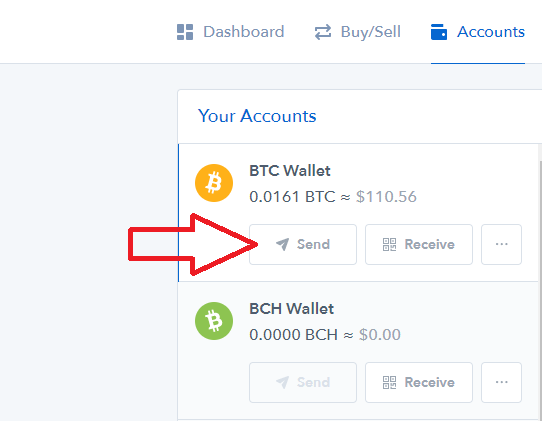 Dashboard Buy/Sell Accounts
Your Accounts
BTC Wallet
0.0161 BTC ≈ $110.56
Send Receive ...
BCH Wallet
0.0000 BCH ≈ $0.00
Send Receive ...